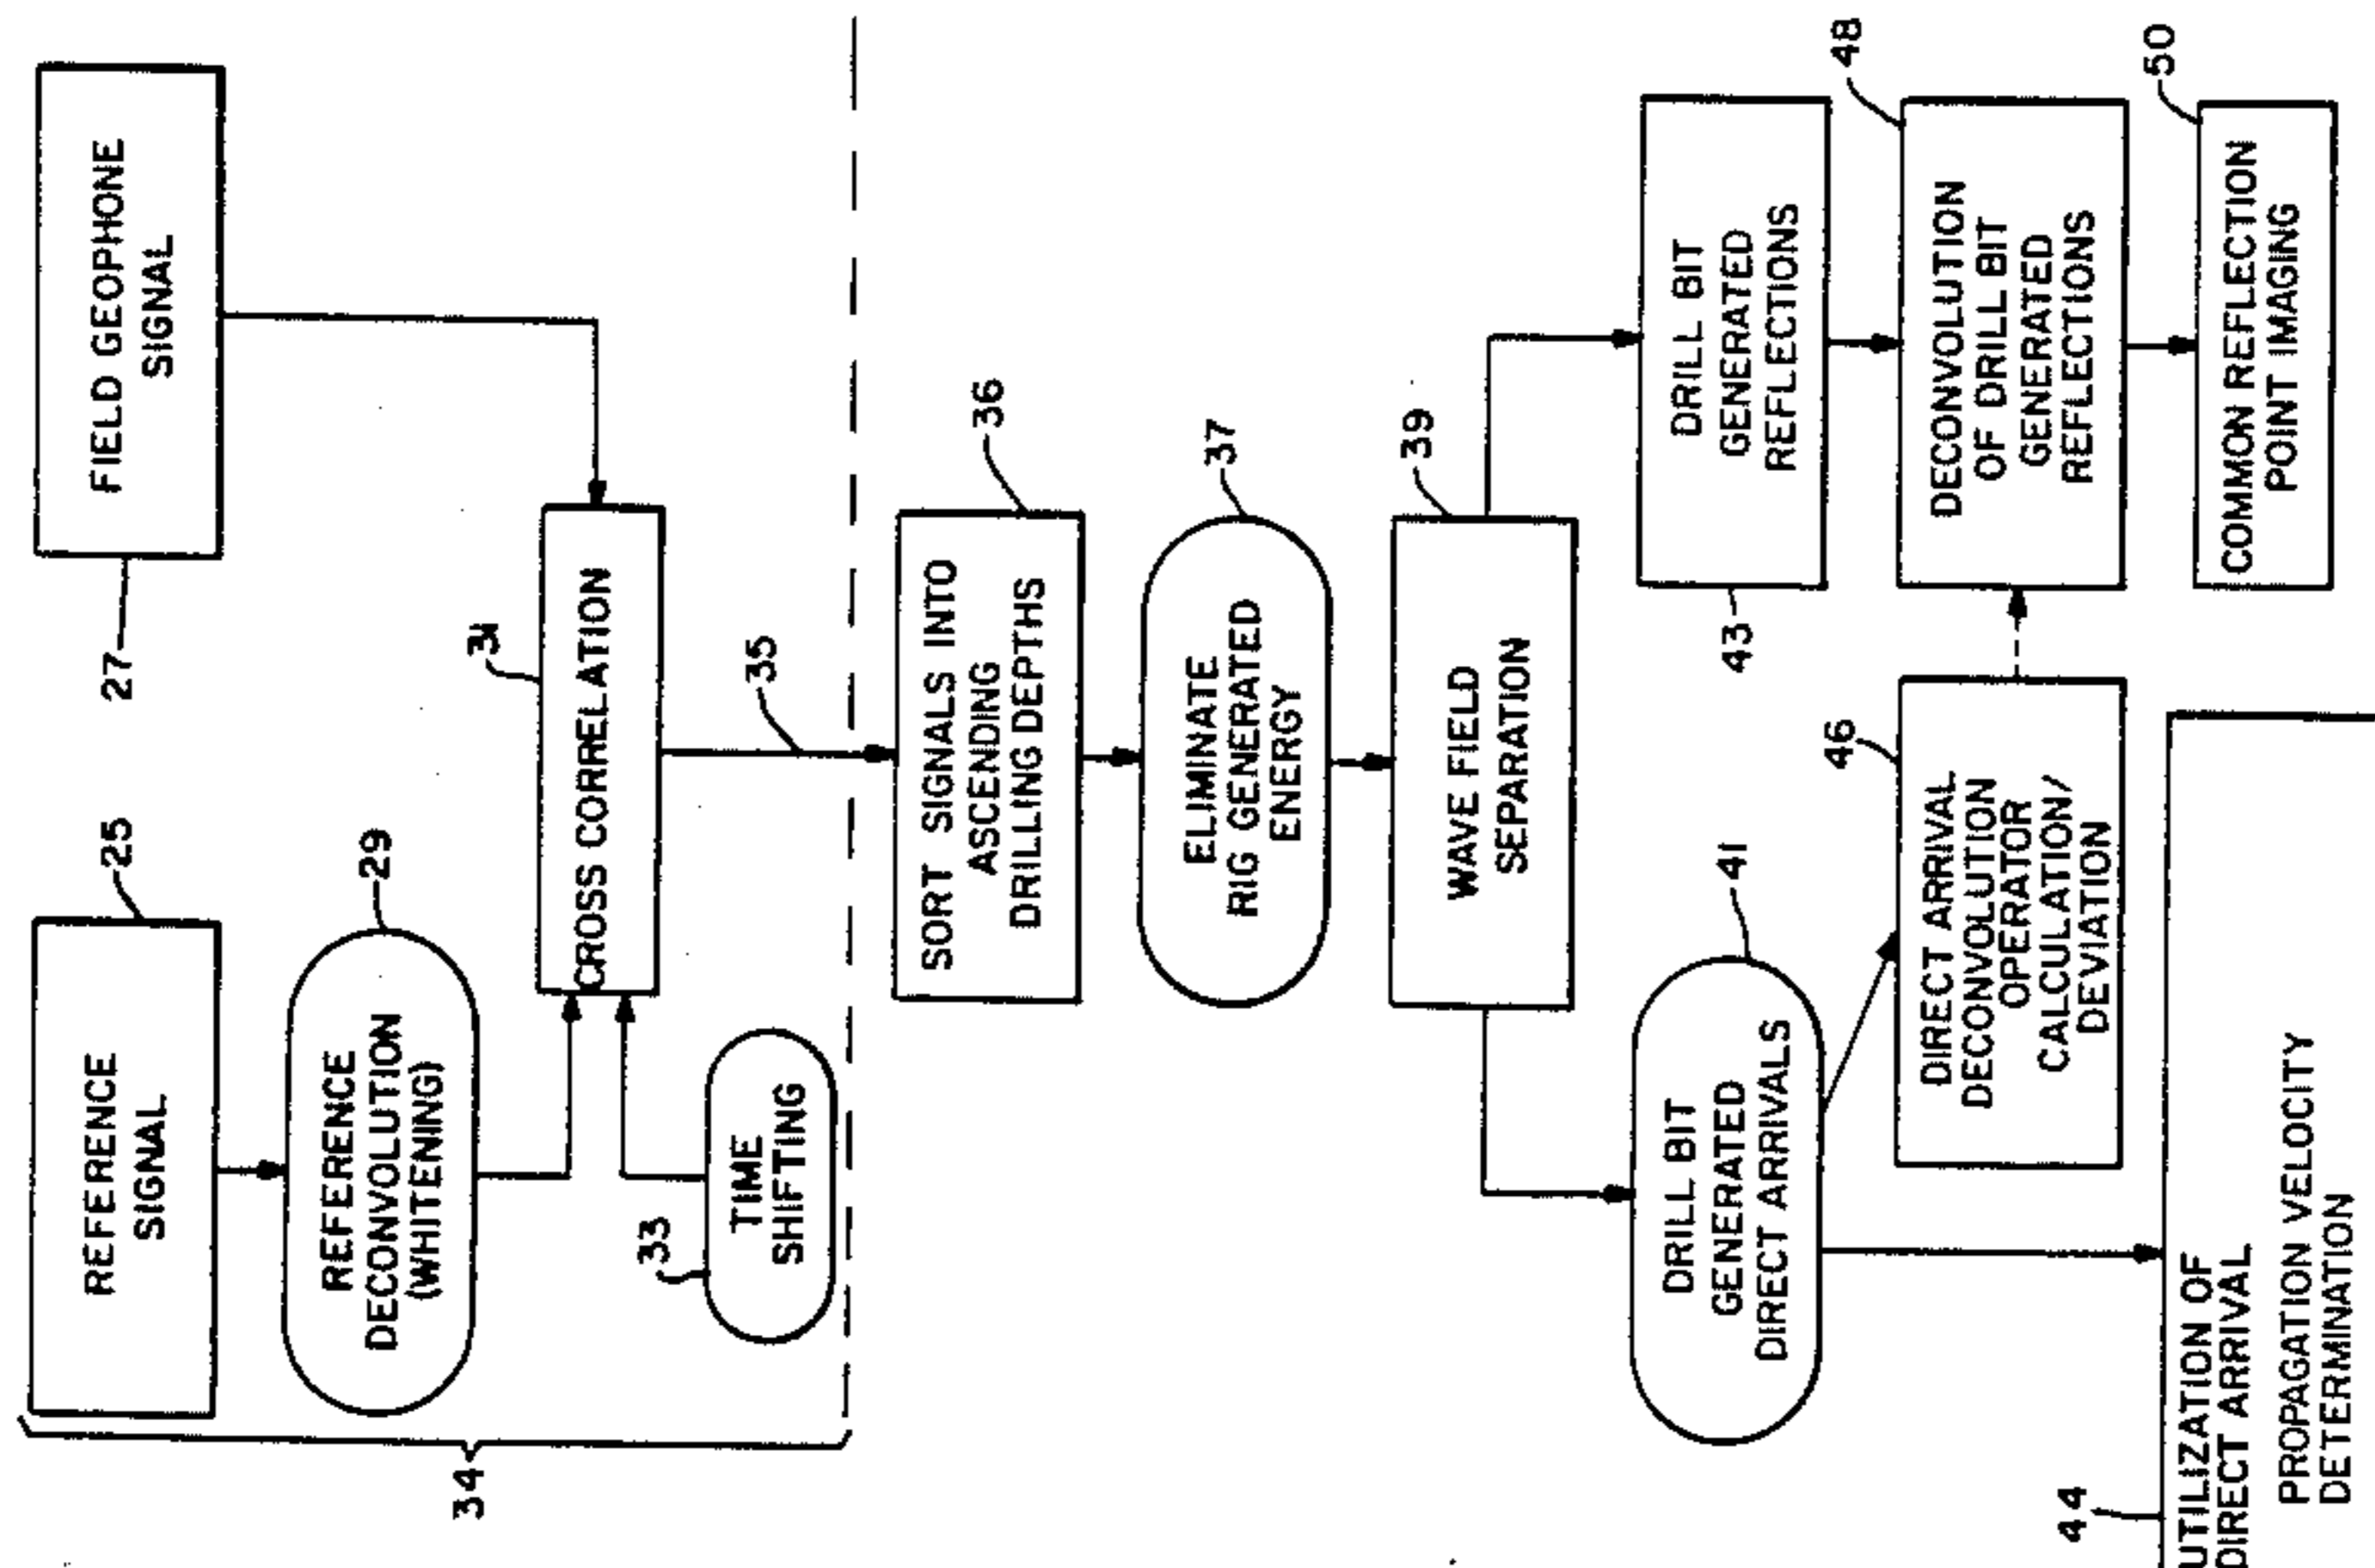 REFERENCE
SIGNAL
25
FIELD GEOPHONE
SIGNAL
27
REFERENCE
DECONVOLUTION
(WHITENING)
29
34
31
CROSS CORRELATION
33
TIME
SHIFTING
35
SORT SIGNALS INTO
ASCENDING
DRILLING DEPTHS
36
ELIMINATE
RIG GENERATED
ENERGY
37
WAVE FIELD
SEPARATION
39
DRILL BIT
GENERATED
DIRECT ARRIVALS
41
DRILL BIT
GENERATED
REFLECTIONS
43
DIRECT ARRIVAL
DECONVOLUTION
OPERATOR
CALCULATION/
DEVIATION
46
DECONVOLUTION
OF DRILL BIT
GENERATED
REFLECTIONS
48
44
UTILIZATION OF
DIRECT ARRIVAL
PROPAGATION VELOCITY
DETERMINATION
COMMON REFLECTION
POINT IMAGING
50